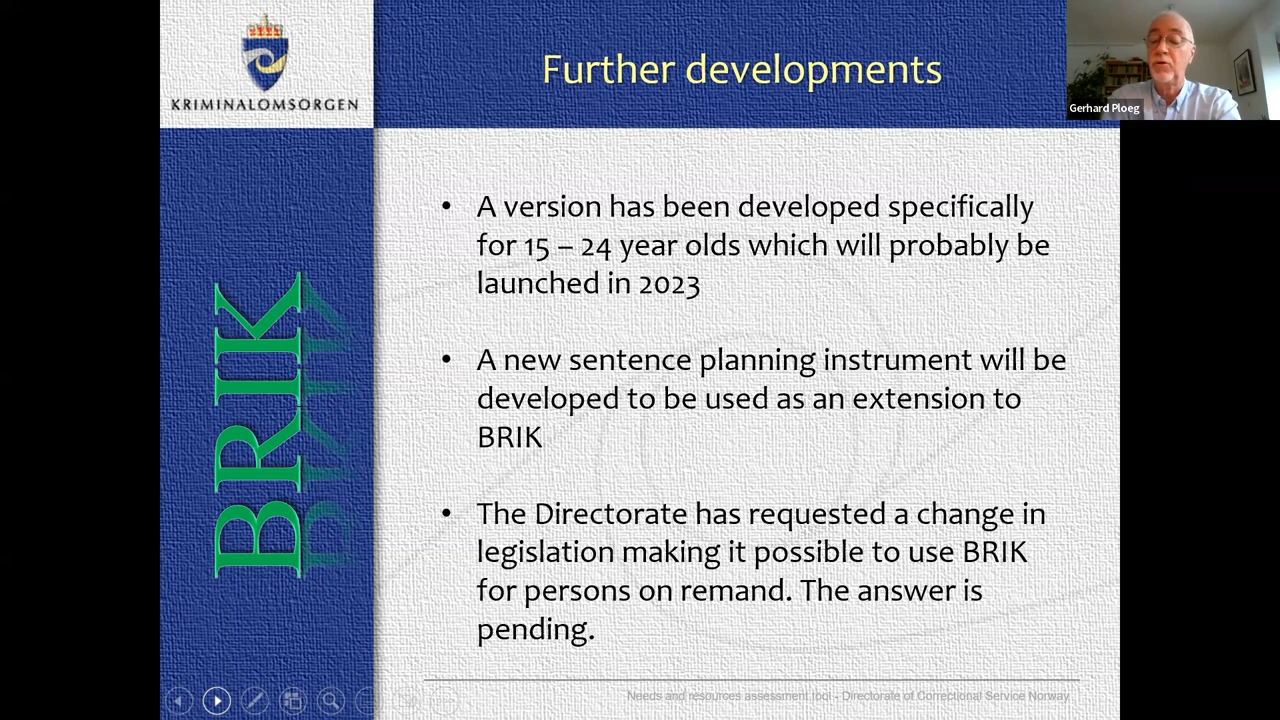 KRIMINALOMSORGEN
Further developments
Gerhard Ploeg
BRIK
• A version has been developed specifically
for 15 – 24 year olds which will probably be
launched in 2023
• A new sentence planning instrument will be
developed to be used as an extension to
BRIK
• The Directorate has requested a change in
legislation making it possible to use BRIK
for persons on remand. The answer is
pending.
Needs and resources assessment tool - Directorate of Correctional Service Norway